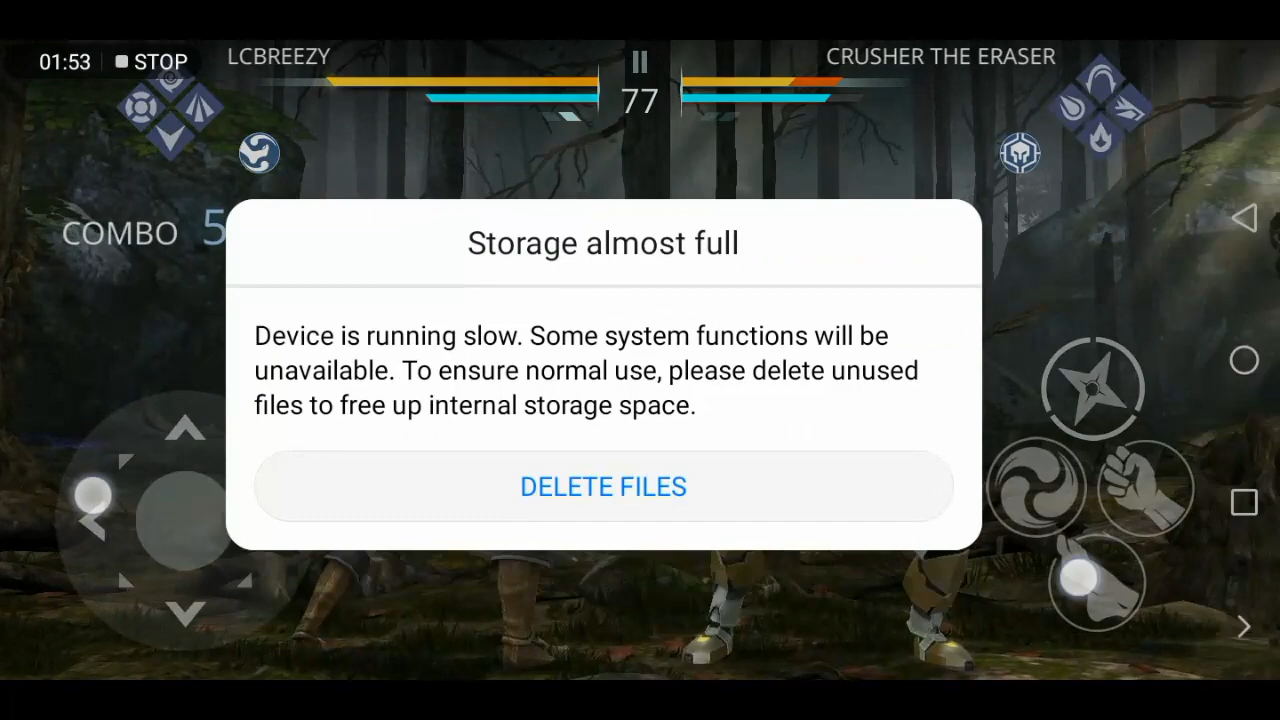 01:53 STOP
LCBREEZY
CRUSHER THE ERASER
77
COMBO 5
Storage almost full
Device is running slow. Some system functions will be
unavailable. To ensure normal use, please delete unused
files to free up internal storage space.
DELETE FILES